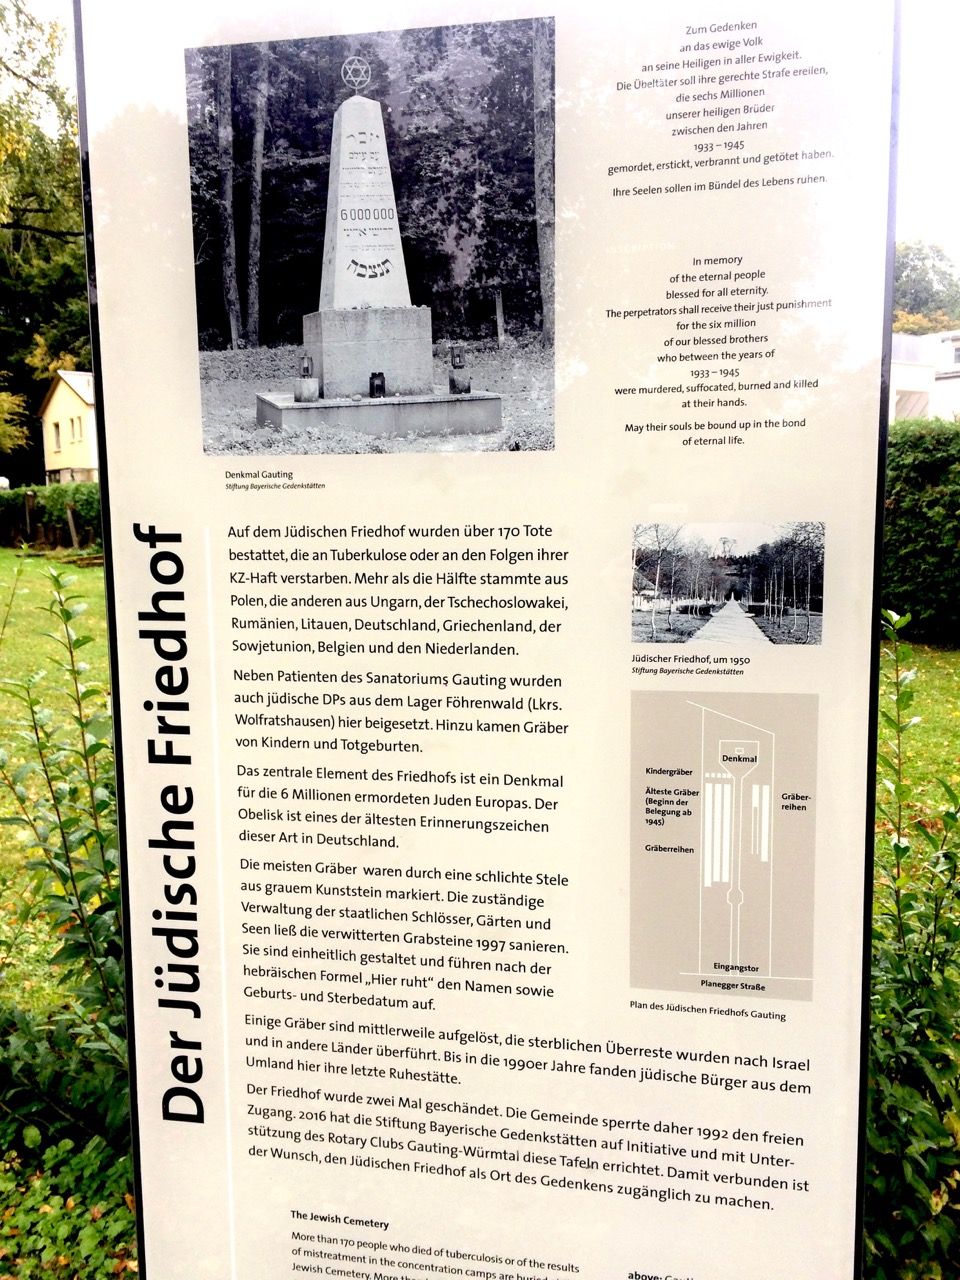 Zum Gedenken
an das ewige Volk
an seine Heiligen in aller Ewigkeit.
Die Übeltäter soll ihre gerechte Strafe ereilen,
die sechs Millionen
unserer heiligen Brüder
zwischen den Jahren
1933 – 1945
gemordet, erstickt, verbrannt und getötet haben.
Ihre Seelen sollen im Bündel des Lebens ruhen.
INSCRIPTION
In memory
of the eternal people
blessed for all eternity.
The perpetrators shall receive their just punishment
for the six million
of our blessed brothers
who between the years of
1933 – 1945
were murdered, suffocated, burned and killed
at their hands.
May their souls be bound up in the bond
of eternal life.
יזכר
עם עולם
6000000
תנצבה
Denkmal Gauting
Stiftung Bayerische Gedenkstätten
Der Jüdische Friedhof
Auf dem Jüdischen Friedhof wurden über 170 Tote
bestattet, die an Tuberkulose oder an den Folgen ihrer
KZ-Haft verstarben. Mehr als die Hälfte stammte aus
Polen, die anderen aus Ungarn, der Tschechoslowakei,
Rumänien, Litauen, Deutschland, Griechenland, der
Sowjetunion, Belgien und den Niederlanden.
Neben Patienten des Sanatoriums Gauting wurden
auch jüdische DPs aus dem Lager Föhrenwald (Lkrs.
Wolfratshausen) hier beigesetzt. Hinzu kamen Gräber
von Kindern und Totgeburten.
Das zentrale Element des Friedhofs ist ein Denkmal
für die 6 Millionen ermordeten Juden Europas. Der
Obelisk ist eines der ältesten Erinnerungszeichen
dieser Art in Deutschland.
Die meisten Gräber waren durch eine schlichte Stele
aus grauem Kunststein markiert. Die zuständige
Verwaltung der staatlichen Schlösser, Gärten und
Seen ließ die verwitterten Grabsteine 1997 sanieren.
Sie sind einheitlich gestaltet und führen nach der
hebräischen Formel „Hier ruht“ den Namen sowie
Geburts- und Sterbedatum auf.
Einige Gräber sind mittlerweile aufgelöst, die sterblichen Überreste wurden nach Israel
und in andere Länder überführt. Bis in die 1990er Jahre fanden jüdische Bürger aus dem
Umland hier ihre letzte Ruhestätte.
Der Friedhof wurde zwei Mal geschändet. Die Gemeinde sperrte daher 1992 den freien
Zugang. 2016 hat die Stiftung Bayerische Gedenkstätten auf Initiative und mit Unter-
stützung des Rotary Clubs Gauting-Würmtal diese Tafeln errichtet. Damit verbunden ist
der Wunsch, den Jüdischen Friedhof als Ort des Gedenkens zugänglich zu machen.
Jüdischer Friedhof, um 1950
Stiftung Bayerische Gedenkstätten
Denkmal
Kindergräber
Älteste Gräber
(Beginn der
Belegung ab
1945)
Gräberreihen
Gräber-
reihen
Eingangstor
Planegger Straße
Plan des Jüdischen Friedhofs Gauting
The Jewish Cemetery
More than 170 people who died of tuberculosis or of the results
of mistreatment in the concentration camps are buried
Jewish Cemetery. More
above: